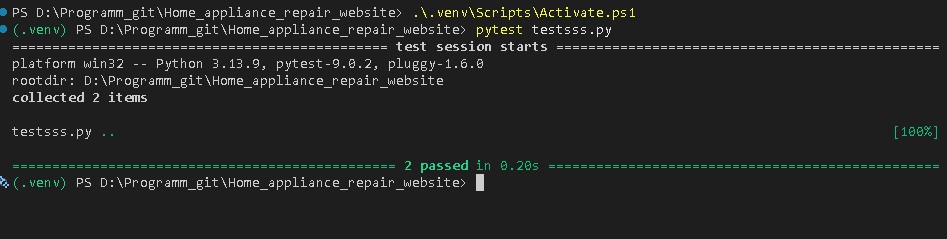 PS D:\Programm_git\Home_appliance_repair_website> .\.venv\Scripts\Activate.ps1
(.venv) PS D:\Programm_git\Home_appliance_repair_website> pytest testsss.py
=============================================== test session starts ================================================
platform win32 -- Python 3.13.9, pytest-9.0.2, pluggy-1.6.0
rootdir: D:\Programm_git\Home_appliance_repair_website
collected 2 items
testsss.py .. [100%]
================================================ 2 passed in 0.20s =================================================
(.venv) PS D:\Programm_git\Home_appliance_repair_website>